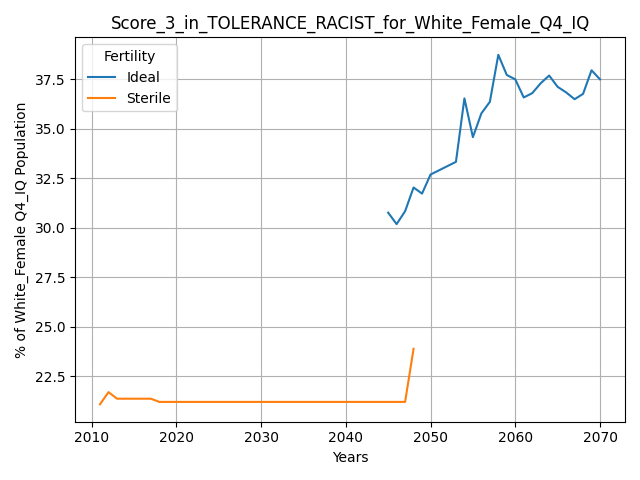 Score_3_in_TOLERANCE_RACIST_for_White_Female_Q4_IQ
Fertility
Ideal
Sterile
% of White_Female Q4_IQ Population
37.5
35.0
32.5
30.0
27.5
25.0
22.5
2010 2020 2030 2040 2050 2060 2070
Years